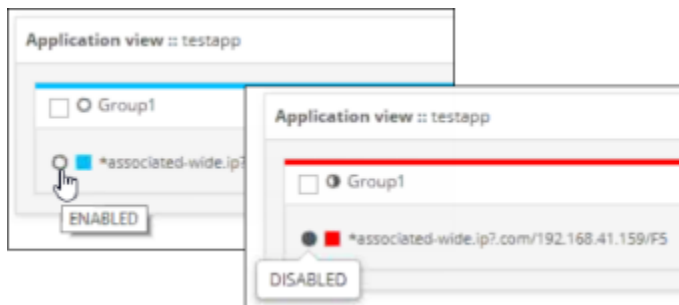 Application view :: testapp
Group1
*associated-wide.ip?
ENABLED
Application view :: testapp
Group1
*associated-wide.ip?.com/192.168.41.159/F5
DISABLED